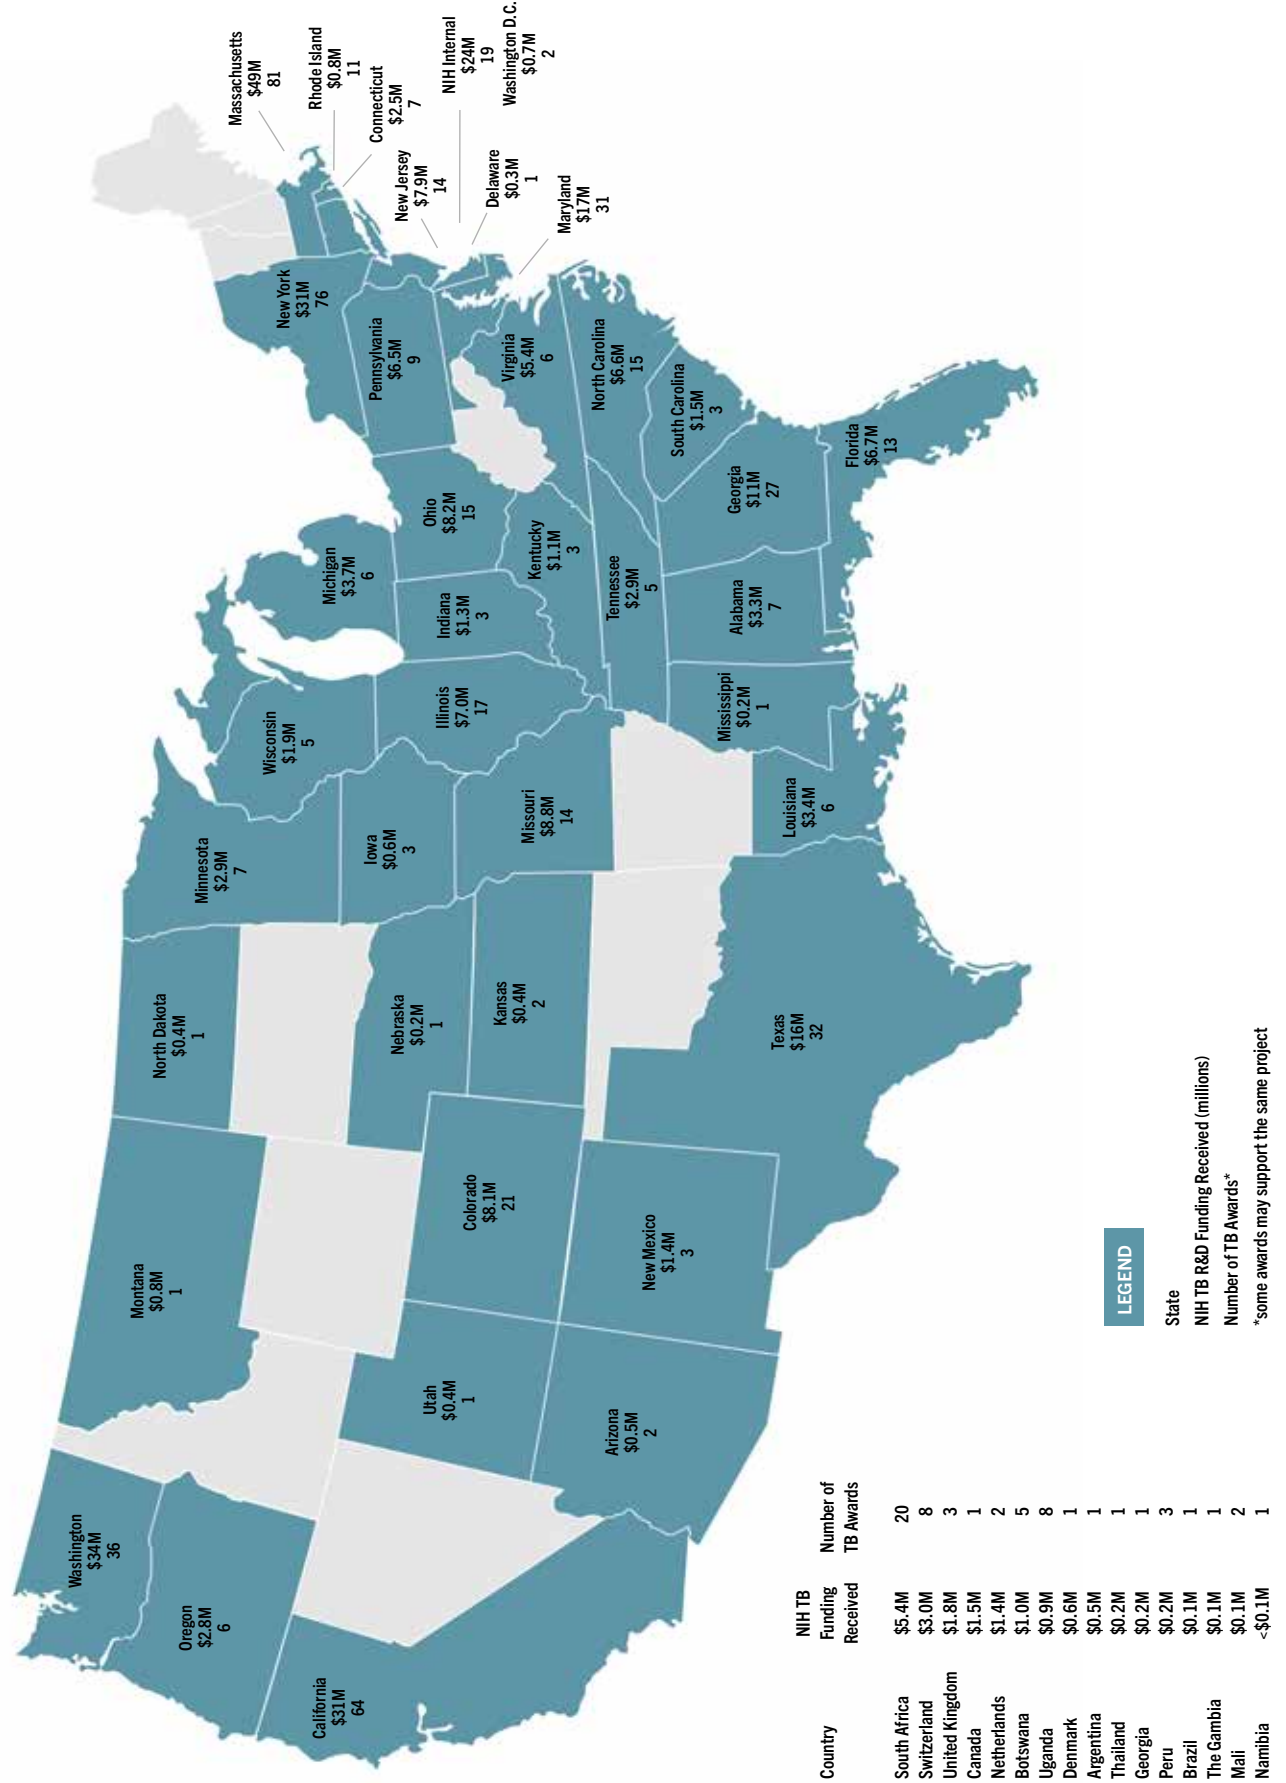 Washington
$34M
36
Oregon
$2.8M
6
California
$31M
64
Montana
$0.8M
1
Utah
$0.4M
1
Arizona
$0.5M
2
Colorado
$8.1M
21
New Mexico
$1.4M
3
North Dakota
$0.4M
1
Nebraska
$0.2M
1
Kansas
$0.4M
2
Texas
$16M
32
Minnesota
$2.9M
7
Iowa
$0.6M
3
Missouri
$8.8M
14
Louisiana
$3.4M
6
Wisconsin
$1.9M
5
Illinois
$7.0M
17
Mississippi
$0.2M
1
Michigan
$3.7M
6
Indiana
$1.3M
3
Kentucky
$1.1M
3
Tennessee
$2.9M
5
Alabama
$3.3M
7
Ohio
$8.2M
15
Georgia
$11M
27
Florida
$6.7M
13
South Carolina
$1.5M
3
North Carolina
$6.6M
15
Virginia
$5.4M
6
Pennsylvania
$6.5M
9
New York
$31M
76
Massachusetts
$49M
81
Rhode Island
$0.8M
11
Connecticut
$2.5M
7
New Jersey
$7.9M
14
NIH Internal
$24M
19
Washington D.C.
$0.7M
2
Delaware
$0.3M
1
Maryland
$17M
31
Country
NIH TB
Funding
Received
Number of
TB Awards
South Africa $5.4M 20
Switzerland $3.0M 8
United Kingdom $1.8M 3
Canada $1.5M 1
Netherlands $1.4M 2
Botswana $1.0M 5
Uganda $0.9M 8
Denmark $0.6M 1
Argentina $0.5M 1
Thailand $0.2M 1
Georgia $0.2M 1
Peru $0.2M 3
Brazil $0.1M 1
The Gambia $0.1M 1
Mali $0.1M 2
Namibia <$0.1M 1
LEGEND
State
NIH TB R&D Funding Received (millions)
Number of TB Awards*
*some awards may support the same project